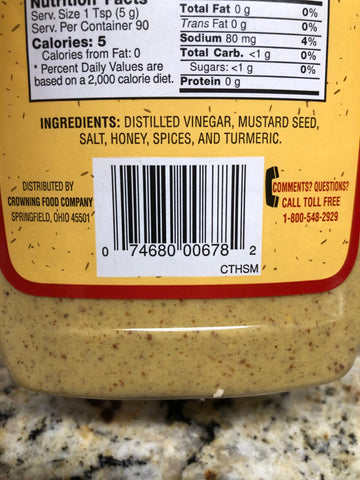 Nutrition Facts
Serv. Size 1 Tsp (5 g)
Serv. Per Container 90
Calories: 5
Calories from Fat: 0
* Percent Daily Values are
based on a 2,000 calorie diet.
Total Fat 0 g 0%
Trans Fat 0 g 0%
Sodium 80 mg 4%
Total Carb. <1 g 0%
Sugars: <1 g 0%
Protein 0 g
INGREDIENTS: DISTILLED VINEGAR, MUSTARD SEED,
SALT, HONEY, SPICES, AND TURMERIC.
DISTRIBUTED BY
CROWNING FOOD COMPANY
SPRINGFIELD, OHIO 45501
0 74680 00678 2
CTHSM
COMMENTS? QUESTIONS?
CALL TOLL FREE
1-800-548-2929